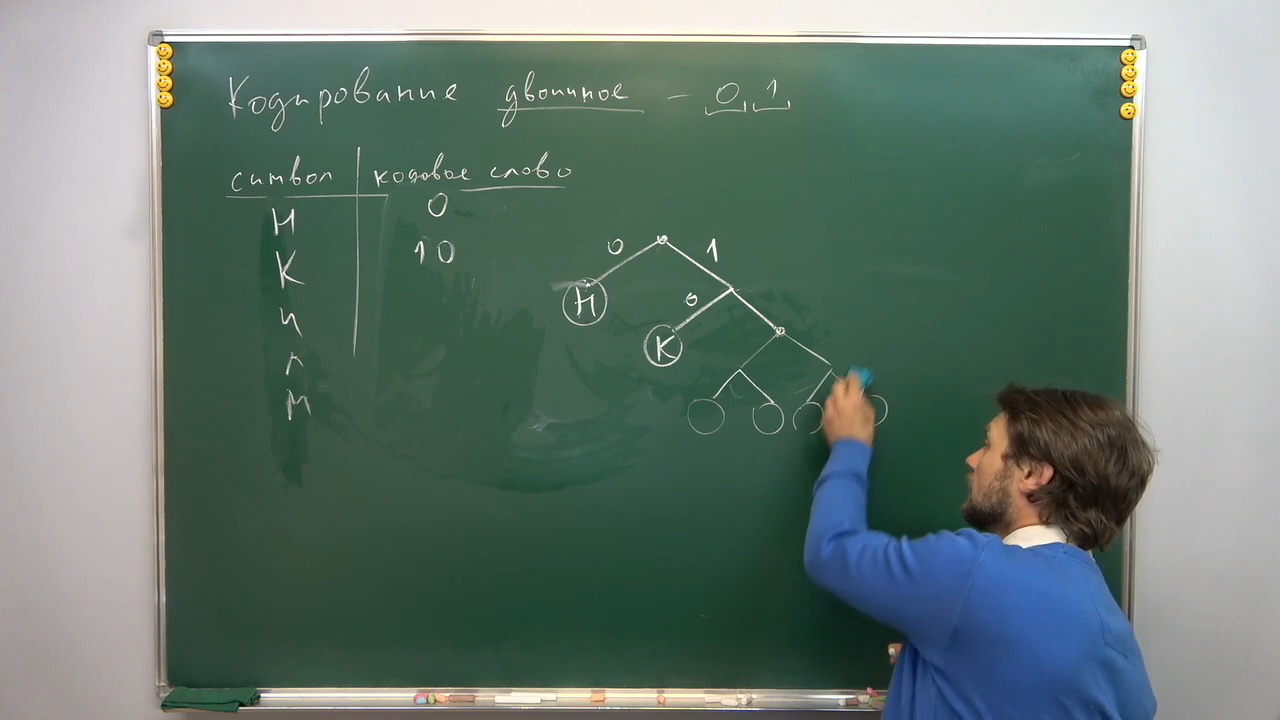 Кодирование двоичное - 0, 1
символ кодовое слово
Н 0
К 10
и
л
м
0 1
Н 0
К